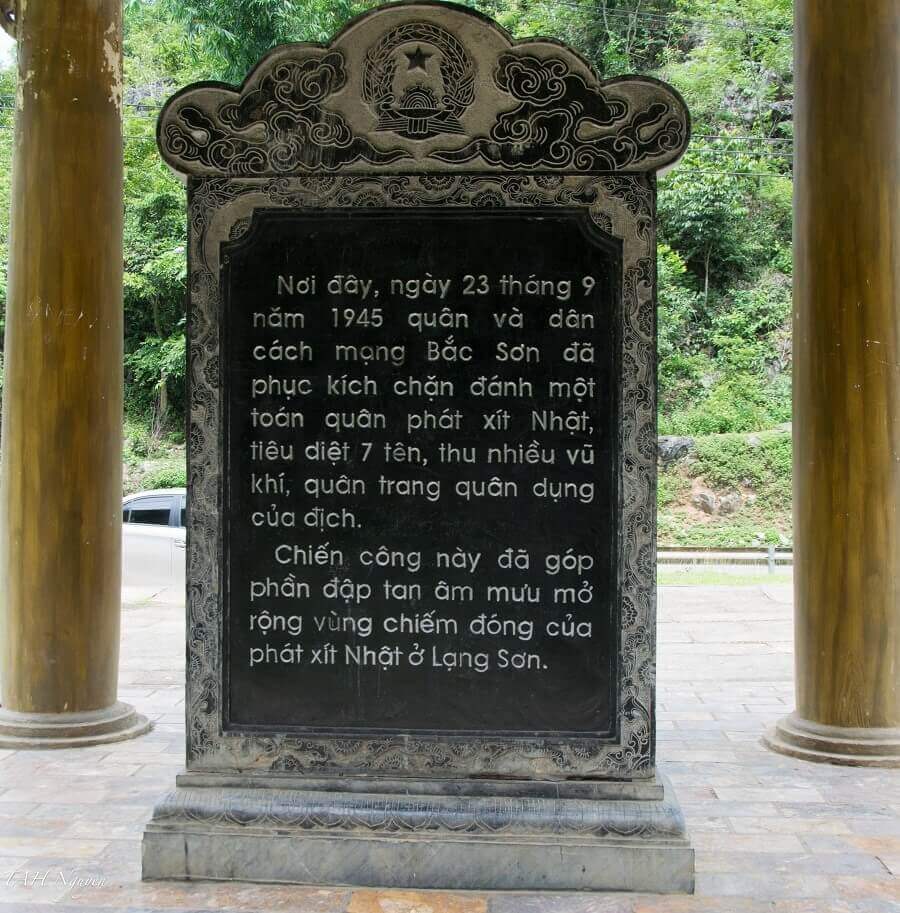 Nơi đây, ngày 23 tháng 9
năm 1945 quân và dân
cách mạng Bắc Sơn đã
phục kích chặn đánh một
toán quân phát xít Nhật,
tiêu diệt 7 tên, thu nhiều vũ
khí, quân trang quân dụng
của địch.
Chiến công này đã góp
phần đập tan âm mưu mở
rộng vùng chiếm đóng của
phát xít Nhật ở Lạng Sơn.
TAH Nguyen